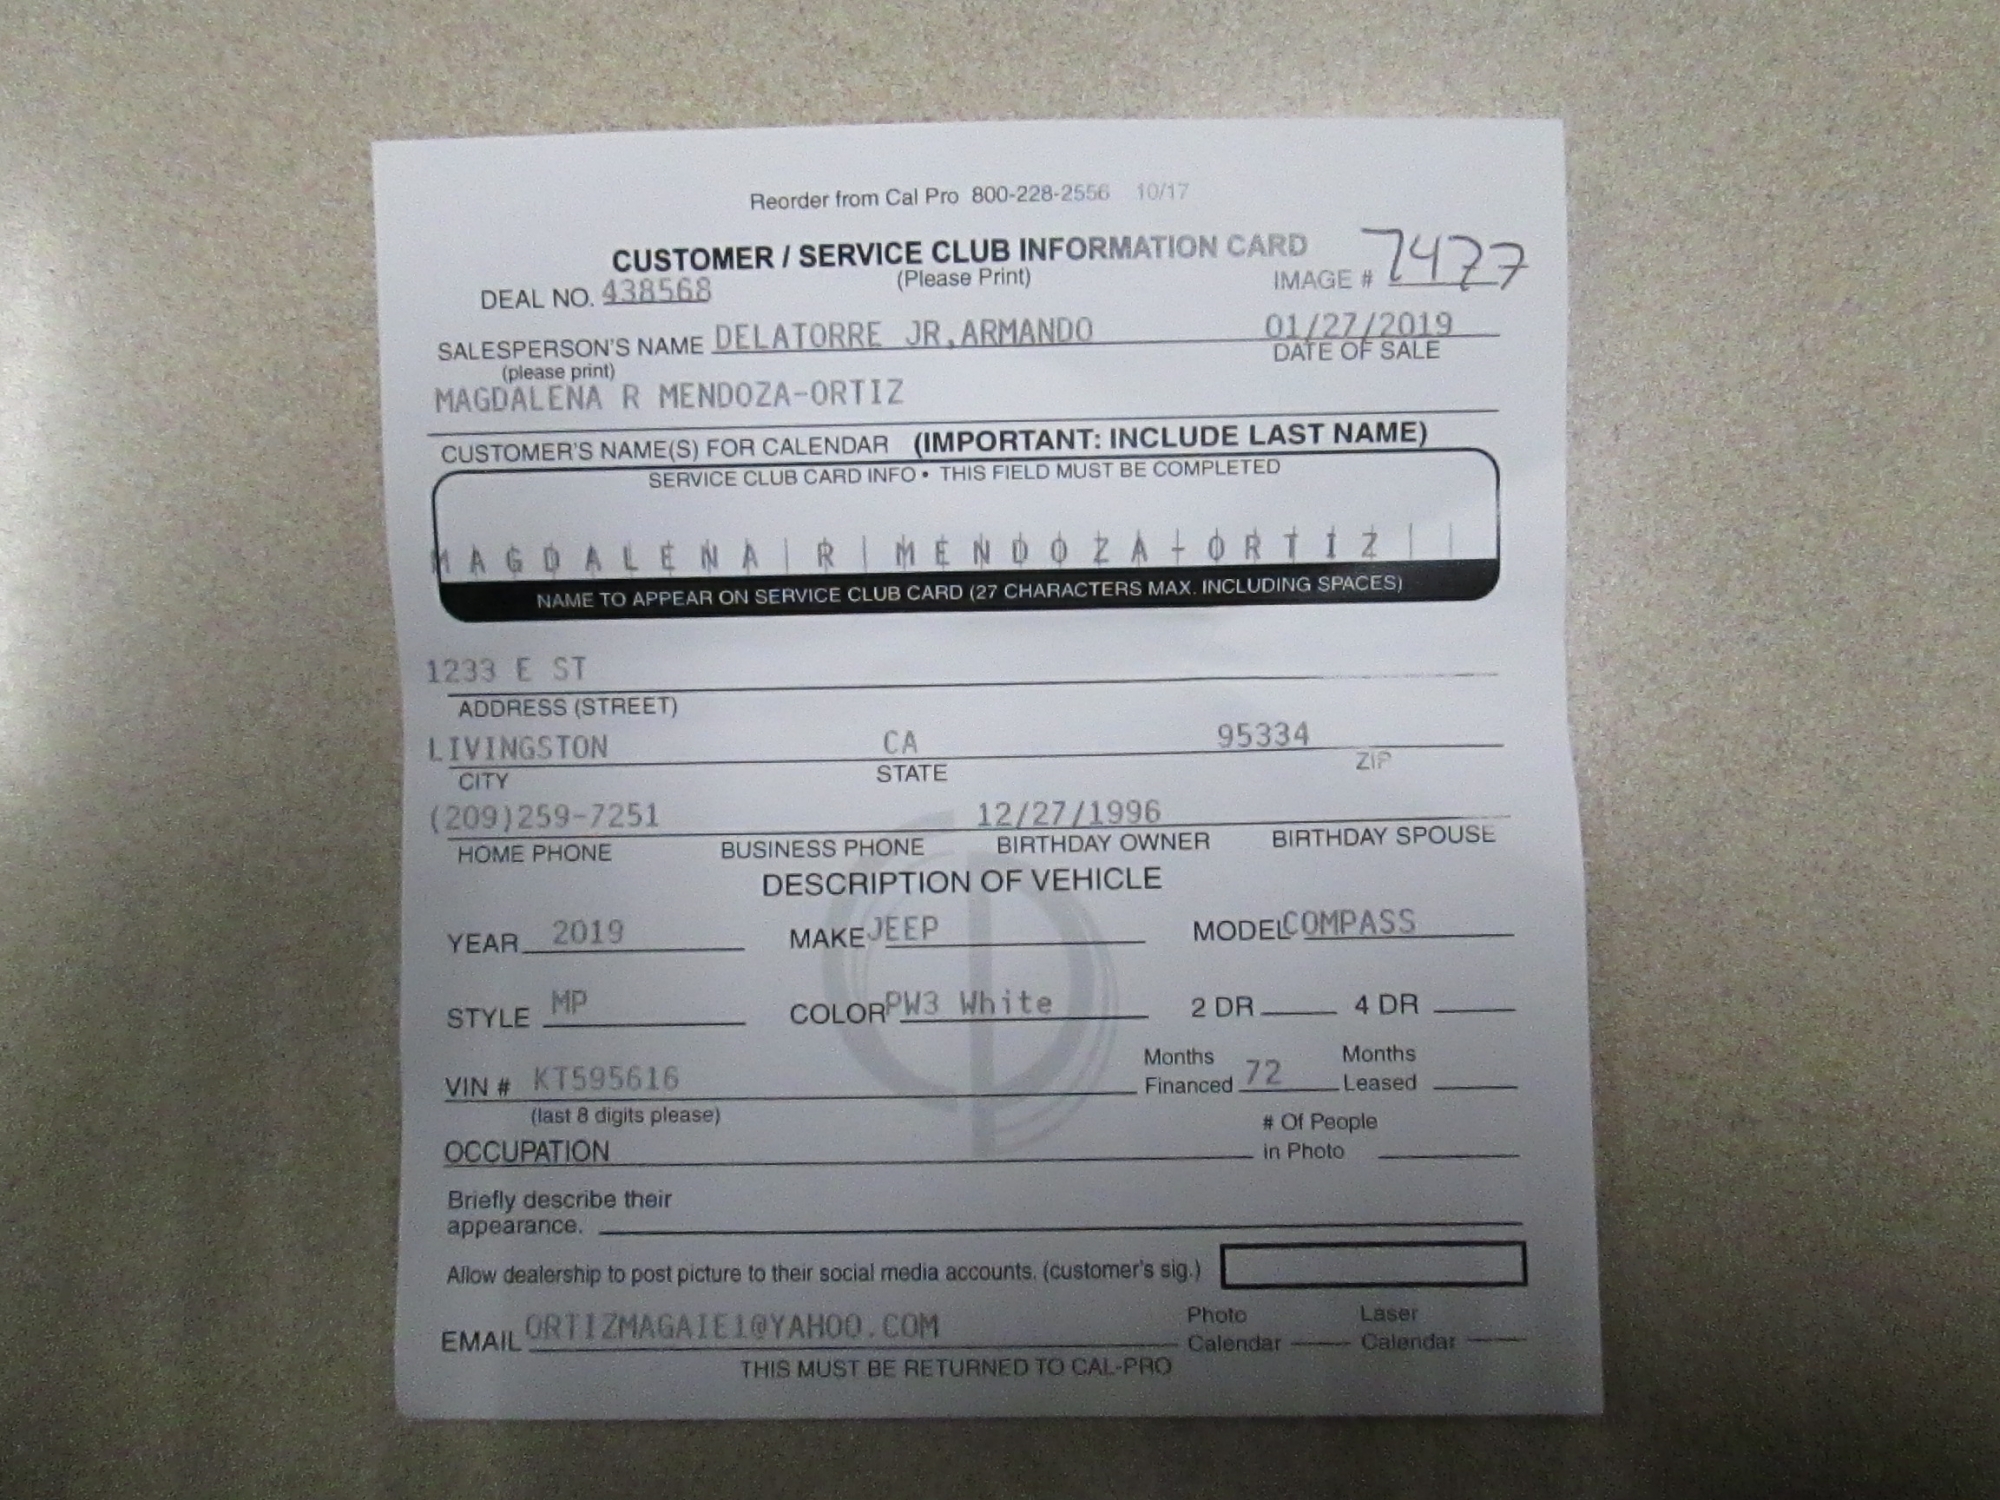 Reorder from Cal Pro 800-228-2556 10/17
CUSTOMER / SERVICE CLUB INFORMATION CARD
(Please Print)
IMAGE # 7477
DEAL NO. 438568
SALESPERSON'S NAME DELATORRE JR,ARMANDO 01/27/2019
(please print) DATE OF SALE
MAGDALENA R MENDOZA-ORTIZ
CUSTOMER'S NAME(S) FOR CALENDAR (IMPORTANT: INCLUDE LAST NAME)
SERVICE CLUB CARD INFO • THIS FIELD MUST BE COMPLETED
MAGDALENA R MENDOZA-ORTIZ
NAME TO APPEAR ON SERVICE CLUB CARD (27 CHARACTERS MAX. INCLUDING SPACES)
1233 E ST
ADDRESS (STREET)
LIVINGSTON CA 95334
CITY STATE ZIP
(209)259-7251 12/27/1996
HOME PHONE BUSINESS PHONE BIRTHDAY OWNER BIRTHDAY SPOUSE
DESCRIPTION OF VEHICLE
YEAR 2019 MAKE JEEP MODEL COMPASS
STYLE MP COLOR PW3 White 2 DR 4 DR
VIN # KT595616 Months Financed 72 Months Leased
(last 8 digits please)
OCCUPATION # Of People in Photo
Briefly describe their
appearance.
Allow dealership to post picture to their social media accounts. (customer's sig.)
EMAIL ORTIZMAGAIE1@YAHOO.COM Photo Calendar Laser Calendar
THIS MUST BE RETURNED TO CAL-PRO